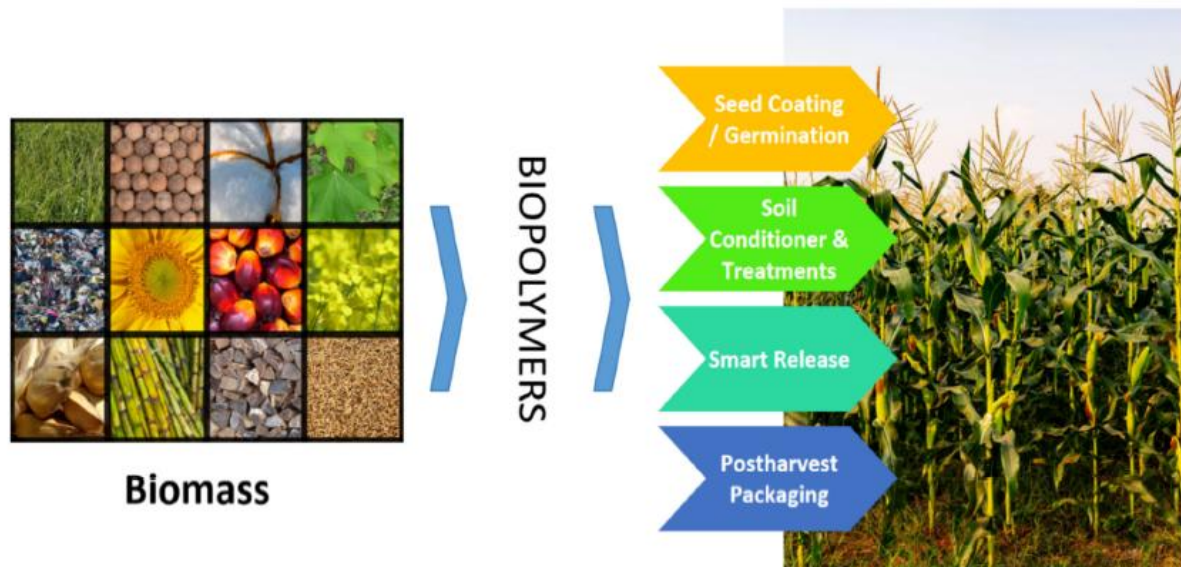 Biomass
BIOPOLYMERS
Seed Coating
/ Germination
Soil
Conditioner &
Treatments
Smart Release
Postharvest
Packaging